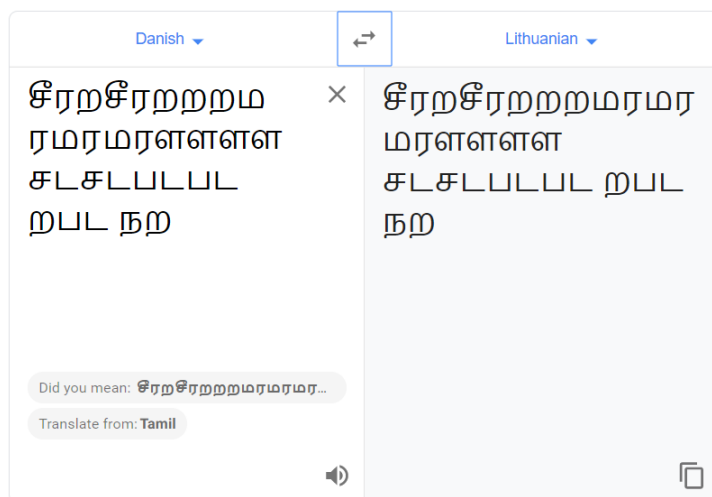 Danish
Lithuanian
சீரறசீரறறறம
ரமரமரளளளள
சடசடபடபட
றபட நற
சீரறசீரறறறமரமர
மரளளளள
சடசடபடபட றபட
நற
Did you mean: சீரறசீரறறறமரமரமர...
Translate from: Tamil